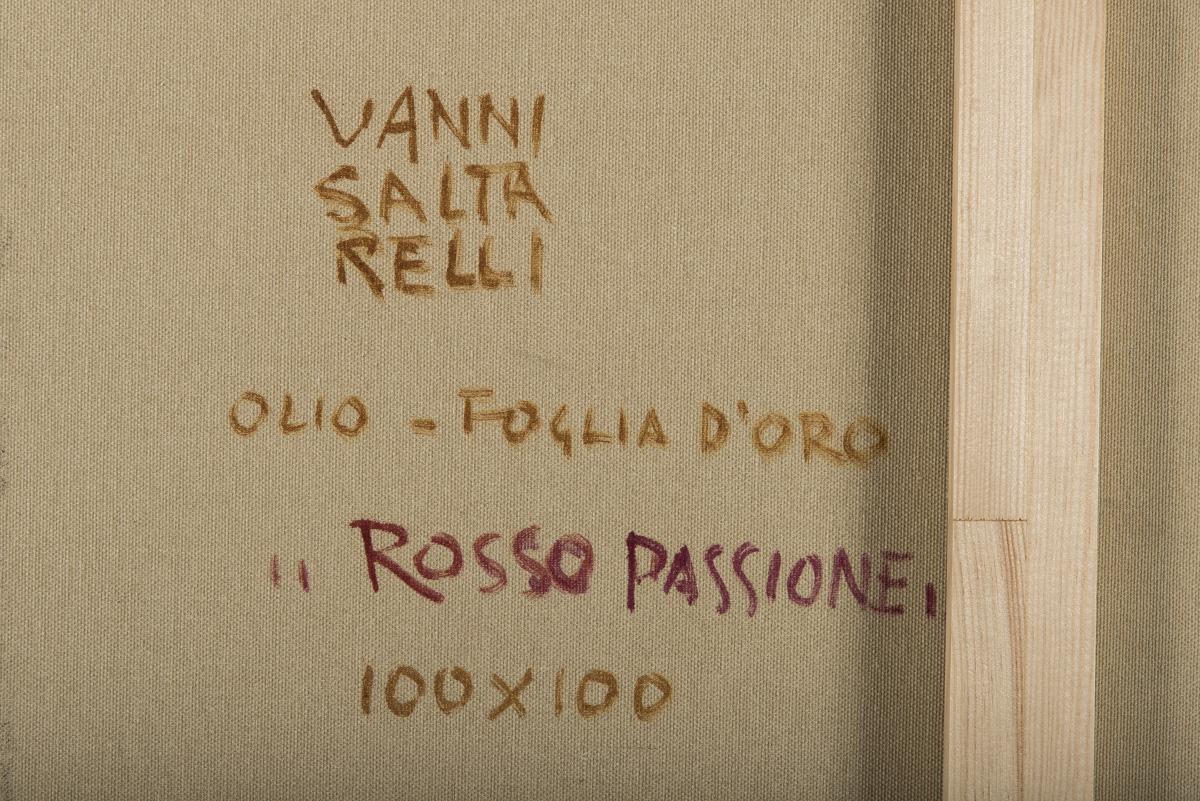 VANNI
SALTA
RELLI
OLIO - FOGLIA D'ORO
" ROSSO PASSIONE"
100X100